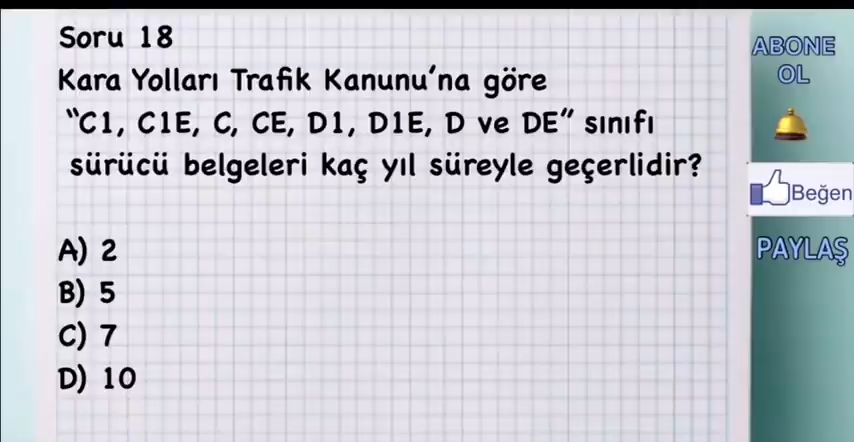 Soru 18
Kara Yolları Trafik Kanunu'na göre
"C1, C1E, C, CE, D1, D1E, D ve DE" sınıfı
sürücü belgeleri kaç yıl süreyle geçerlidir?
A) 2
B) 5
C) 7
D) 10
ABONE
OL
Beğen
PAYLAŞ